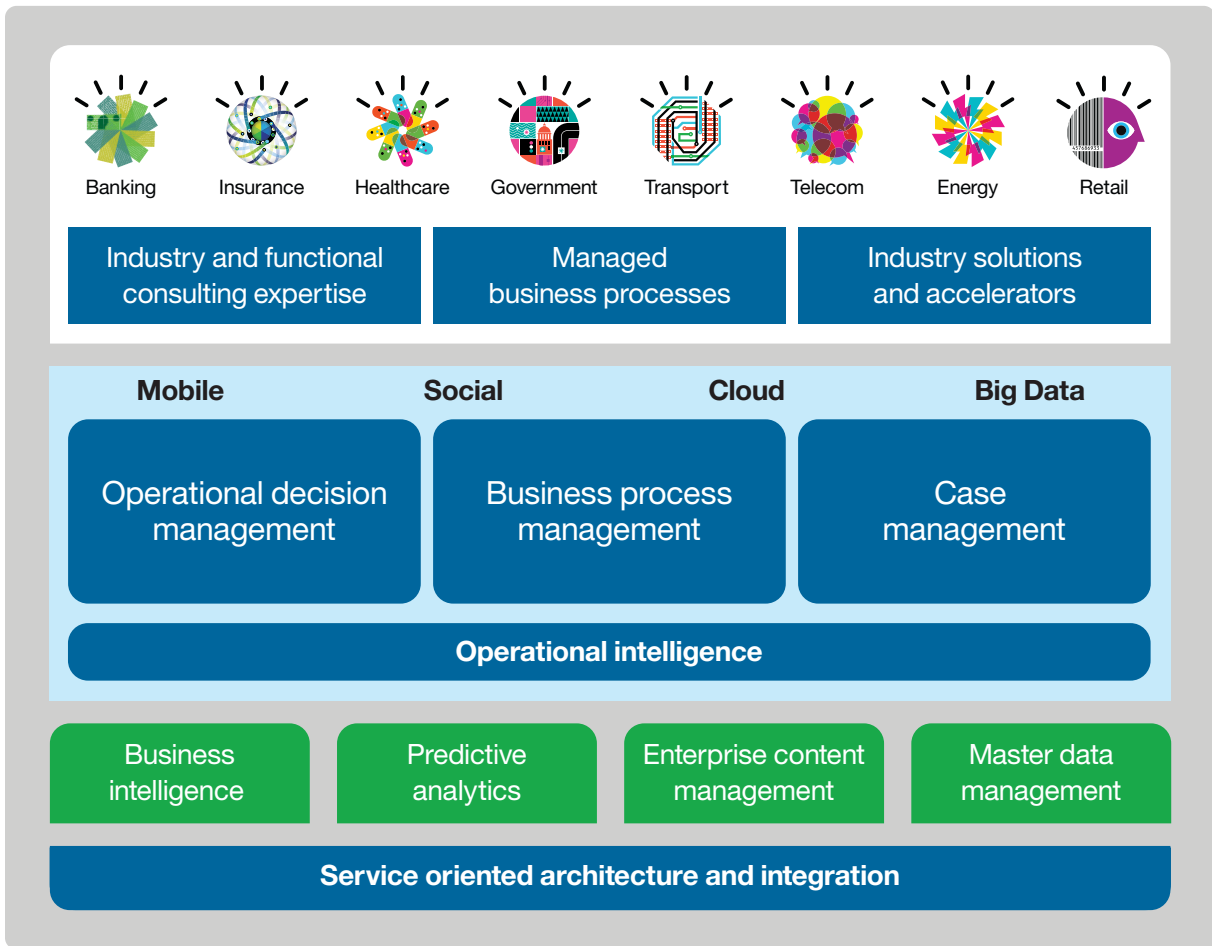 Banking
Insurance
Healthcare
Government
Transport
Telecom
Energy
Retail
Industry and functional
consulting expertise
Managed
business processes
Industry solutions
and accelerators
Mobile
Social
Cloud
Big Data
Operational decision
management
Business process
management
Case
management
Operational intelligence
Business
intelligence
Predictive
analytics
Enterprise content
management
Master data
management
Service oriented architecture and integration